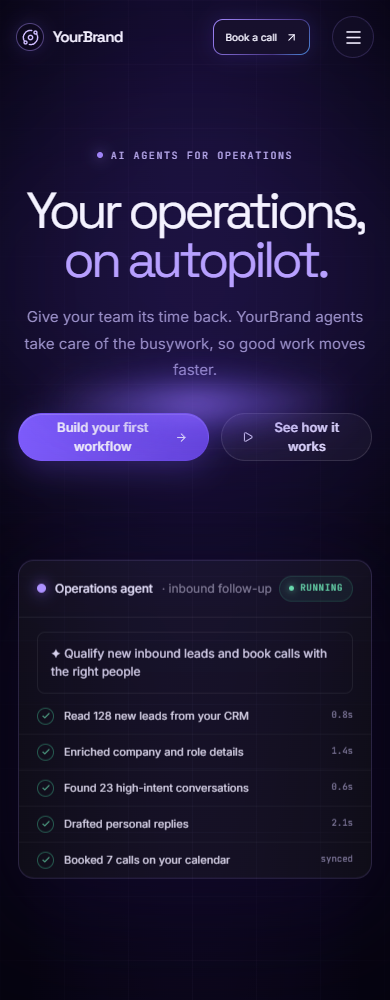 YourBrand
Book a call
AI AGENTS FOR OPERATIONS
Your operations,
on autopilot.
Give your team its time back. YourBrand agents
take care of the busywork, so good work moves
faster.
Build your first
workflow
See how it
works
Operations agent · inbound follow-up RUNNING
✦ Qualify new inbound leads and book calls with
the right people
Read 128 new leads from your CRM 0.8s
Enriched company and role details 1.4s
Found 23 high-intent conversations 0.6s
Drafted personal replies 2.1s
Booked 7 calls on your calendar synced